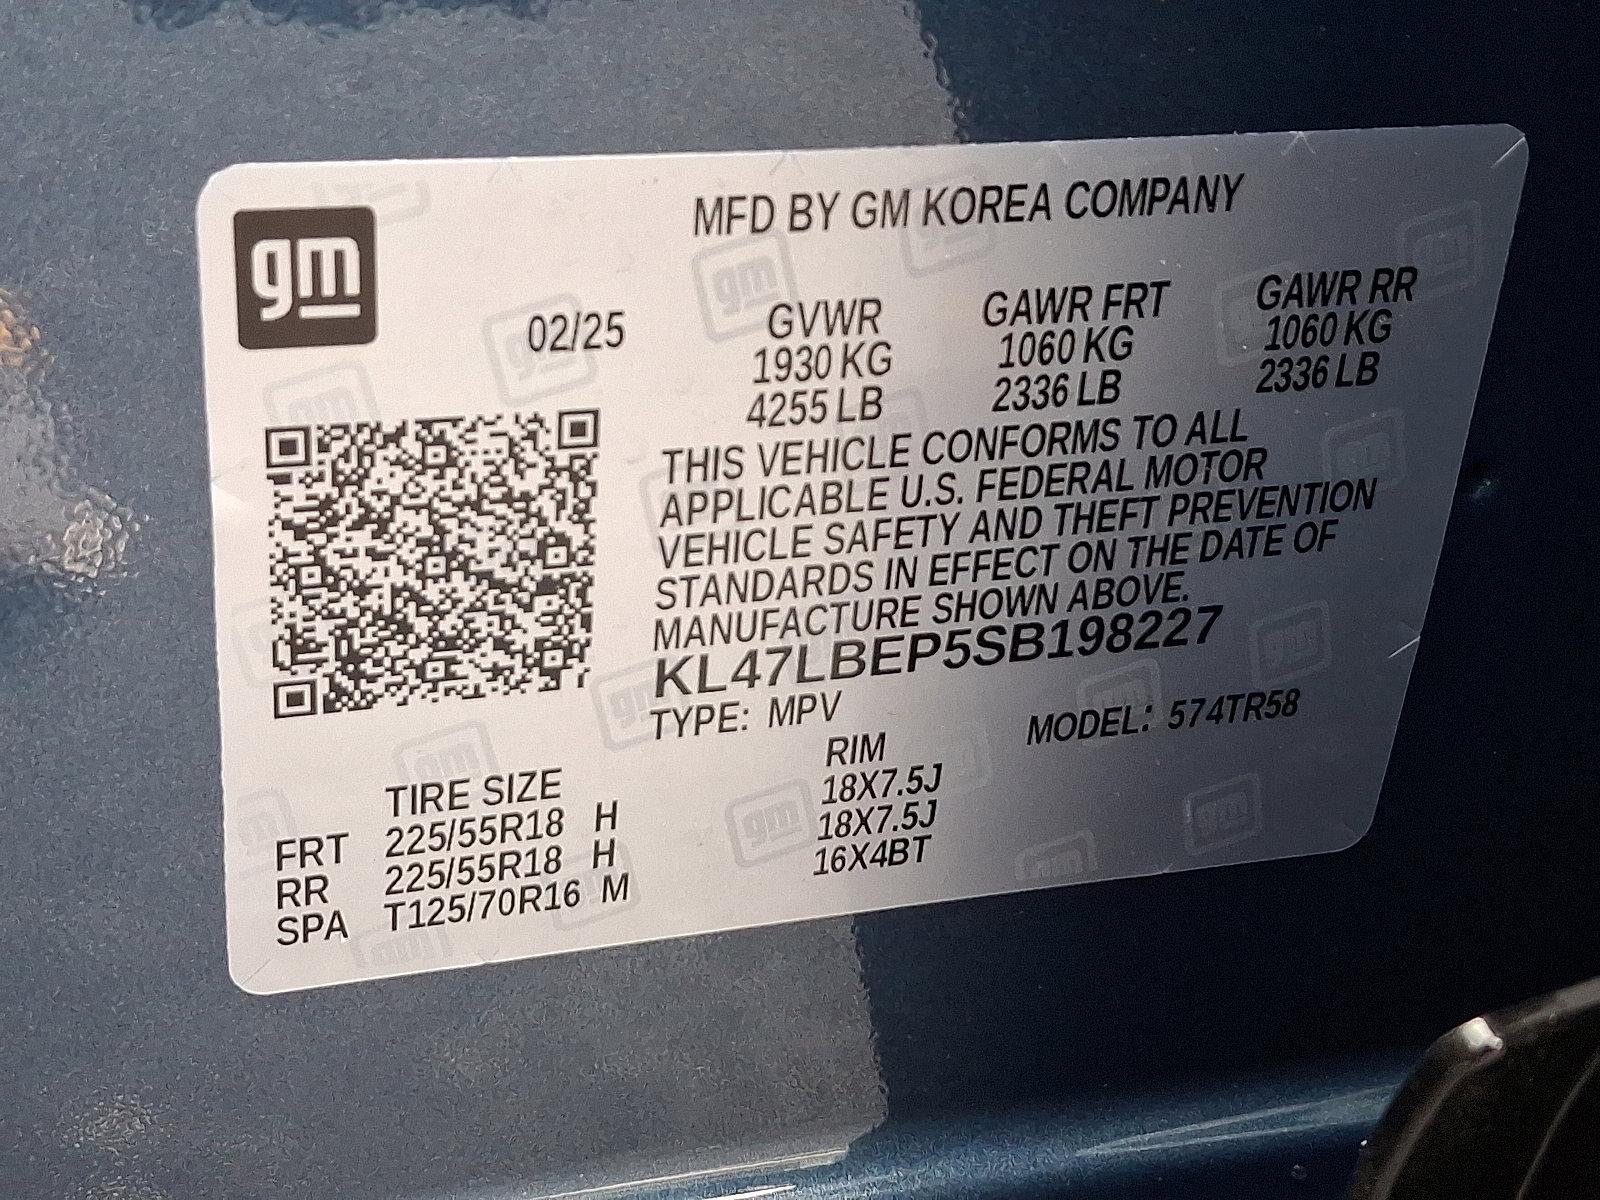 gm
MFD BY GM KOREA COMPANY
02/25
GVWR GAWR FRT GAWR RR
1930 KG 1060 KG 1060 KG
4255 LB 2336 LB 2336 LB
THIS VEHICLE CONFORMS TO ALL
APPLICABLE U.S. FEDERAL MOTOR
VEHICLE SAFETY AND THEFT PREVENTION
STANDARDS IN EFFECT ON THE DATE OF
MANUFACTURE SHOWN ABOVE.
KL47LBEP5SB198227
TYPE: MPV MODEL: 574TR58
TIRE SIZE RIM
FRT 225/55R18 H 18X7.5J
RR 225/55R18 H 18X7.5J
SPA T125/70R16 M 16X4BT